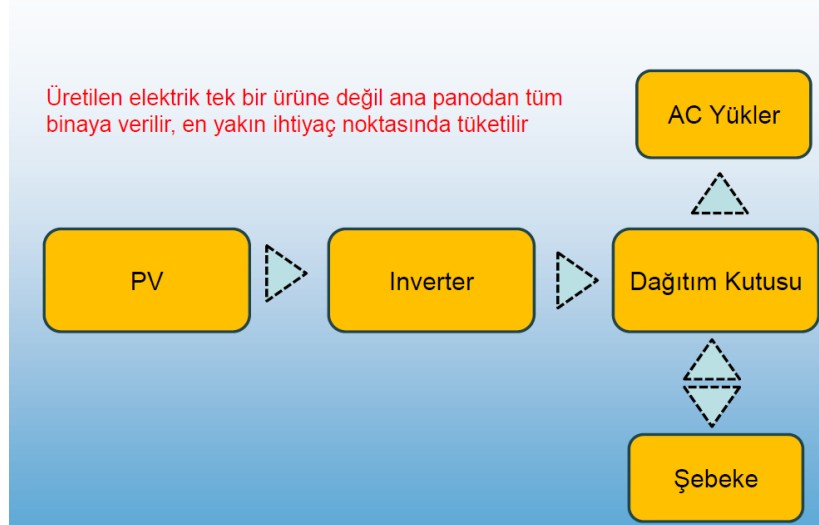 Üretilen elektrik tek bir ürüne değil ana panodan tüm
binaya verilir, en yakın ihtiyaç noktasında tüketilir
AC Yükler
PV
Inverter
Dağıtım Kutusu
Şebeke